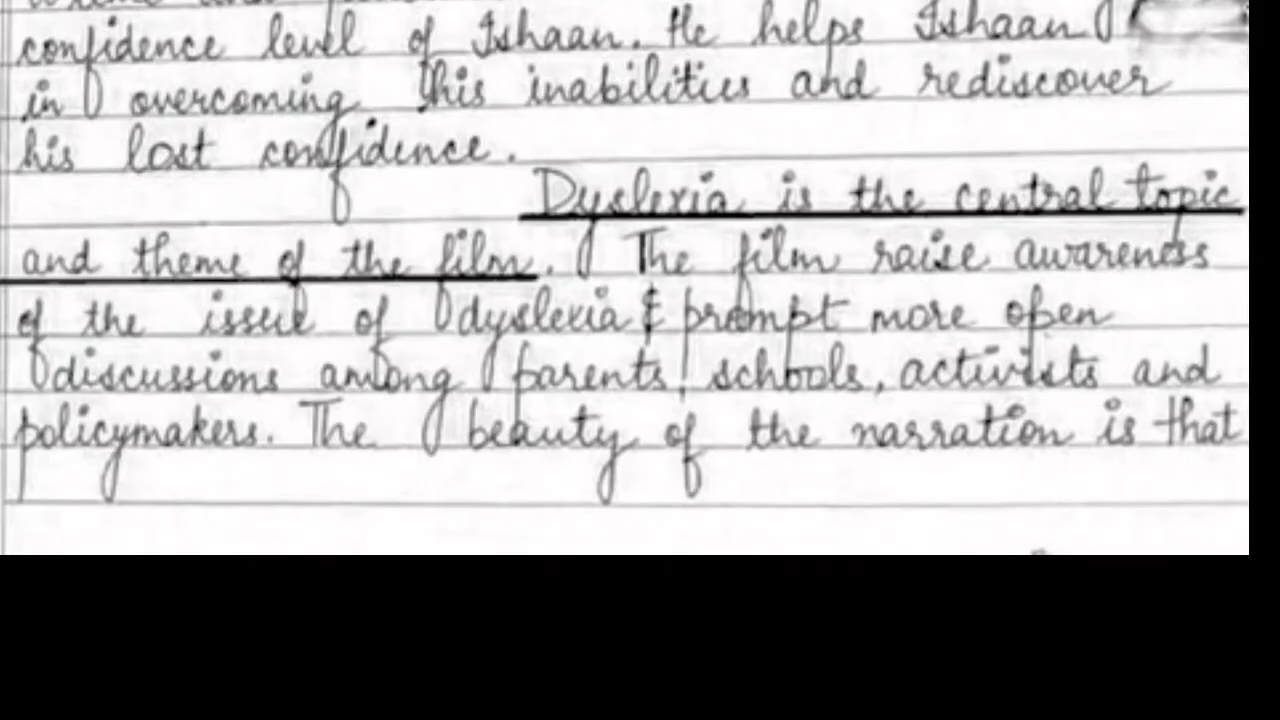 confidence level of Ishaan. He helps Ishaan
in overcoming this inabilities and rediscover
his lost confidence.
Dyslexia is the central topic
and theme of the film. The film raise awareness
of the issue of dyslexia & prompt more open
discussions among parents, schools, activists and
policymakers. The beauty of the narration is that